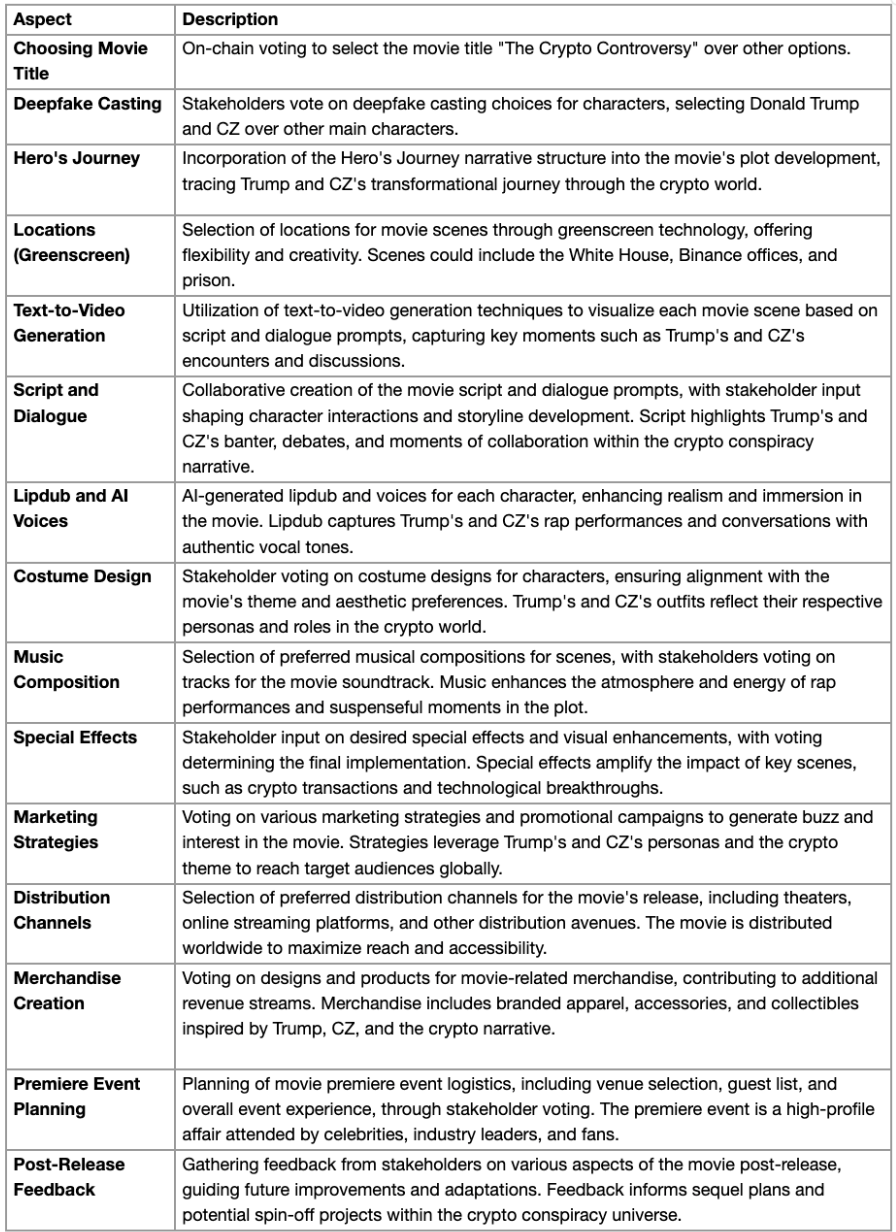 Aspect Description
Choosing Movie Title
On-chain voting to select the movie title "The Crypto Controversy" over other options.
Deepfake Casting
Stakeholders vote on deepfake casting choices for characters, selecting Donald Trump
and CZ over other main characters.
Hero's Journey
Incorporation of the Hero's Journey narrative structure into the movie's plot development,
tracing Trump and CZ's transformational journey through the crypto world.
Locations
(Greenscreen)
Selection of locations for movie scenes through greenscreen technology, offering
flexibility and creativity. Scenes could include the White House, Binance offices, and
prison.
Text-to-Video
Generation
Utilization of text-to-video generation techniques to visualize each movie scene based on
script and dialogue prompts, capturing key moments such as Trump's and CZ's
encounters and discussions.
Script and
Dialogue
Collaborative creation of the movie script and dialogue prompts, with stakeholder input
shaping character interactions and storyline development. Script highlights Trump's and
CZ's banter, debates, and moments of collaboration within the crypto conspiracy
narrative.
Lipdub and AI
Voices
AI-generated lipdub and voices for each character, enhancing realism and immersion in
the movie. Lipdub captures Trump's and CZ's rap performances and conversations with
authentic vocal tones.
Costume Design
Stakeholder voting on costume designs for characters, ensuring alignment with the
movie's theme and aesthetic preferences. Trump's and CZ's outfits reflect their respective
personas and roles in the crypto world.
Music
Composition
Selection of preferred musical compositions for scenes, with stakeholders voting on
tracks for the movie soundtrack. Music enhances the atmosphere and energy of rap
performances and suspenseful moments in the plot.
Special Effects
Stakeholder input on desired special effects and visual enhancements, with voting
determining the final implementation. Special effects amplify the impact of key scenes,
such as crypto transactions and technological breakthroughs.
Marketing
Strategies
Voting on various marketing strategies and promotional campaigns to generate buzz and
interest in the movie. Strategies leverage Trump's and CZ's personas and the crypto
theme to reach target audiences globally.
Distribution
Channels
Selection of preferred distribution channels for the movie's release, including theaters,
online streaming platforms, and other distribution avenues. The movie is distributed
worldwide to maximize reach and accessibility.
Merchandise
Creation
Voting on designs and products for movie-related merchandise, contributing to additional
revenue streams. Merchandise includes branded apparel, accessories, and collectibles
inspired by Trump, CZ, and the crypto narrative.
Premiere Event
Planning
Planning of movie premiere event logistics, including venue selection, guest list, and
overall event experience, through stakeholder voting. The premiere event is a high-profile
affair attended by celebrities, industry leaders, and fans.
Post-Release
Feedback
Gathering feedback from stakeholders on various aspects of the movie post-release,
guiding future improvements and adaptations. Feedback informs sequel plans and
potential spin-off projects within the crypto conspiracy universe.